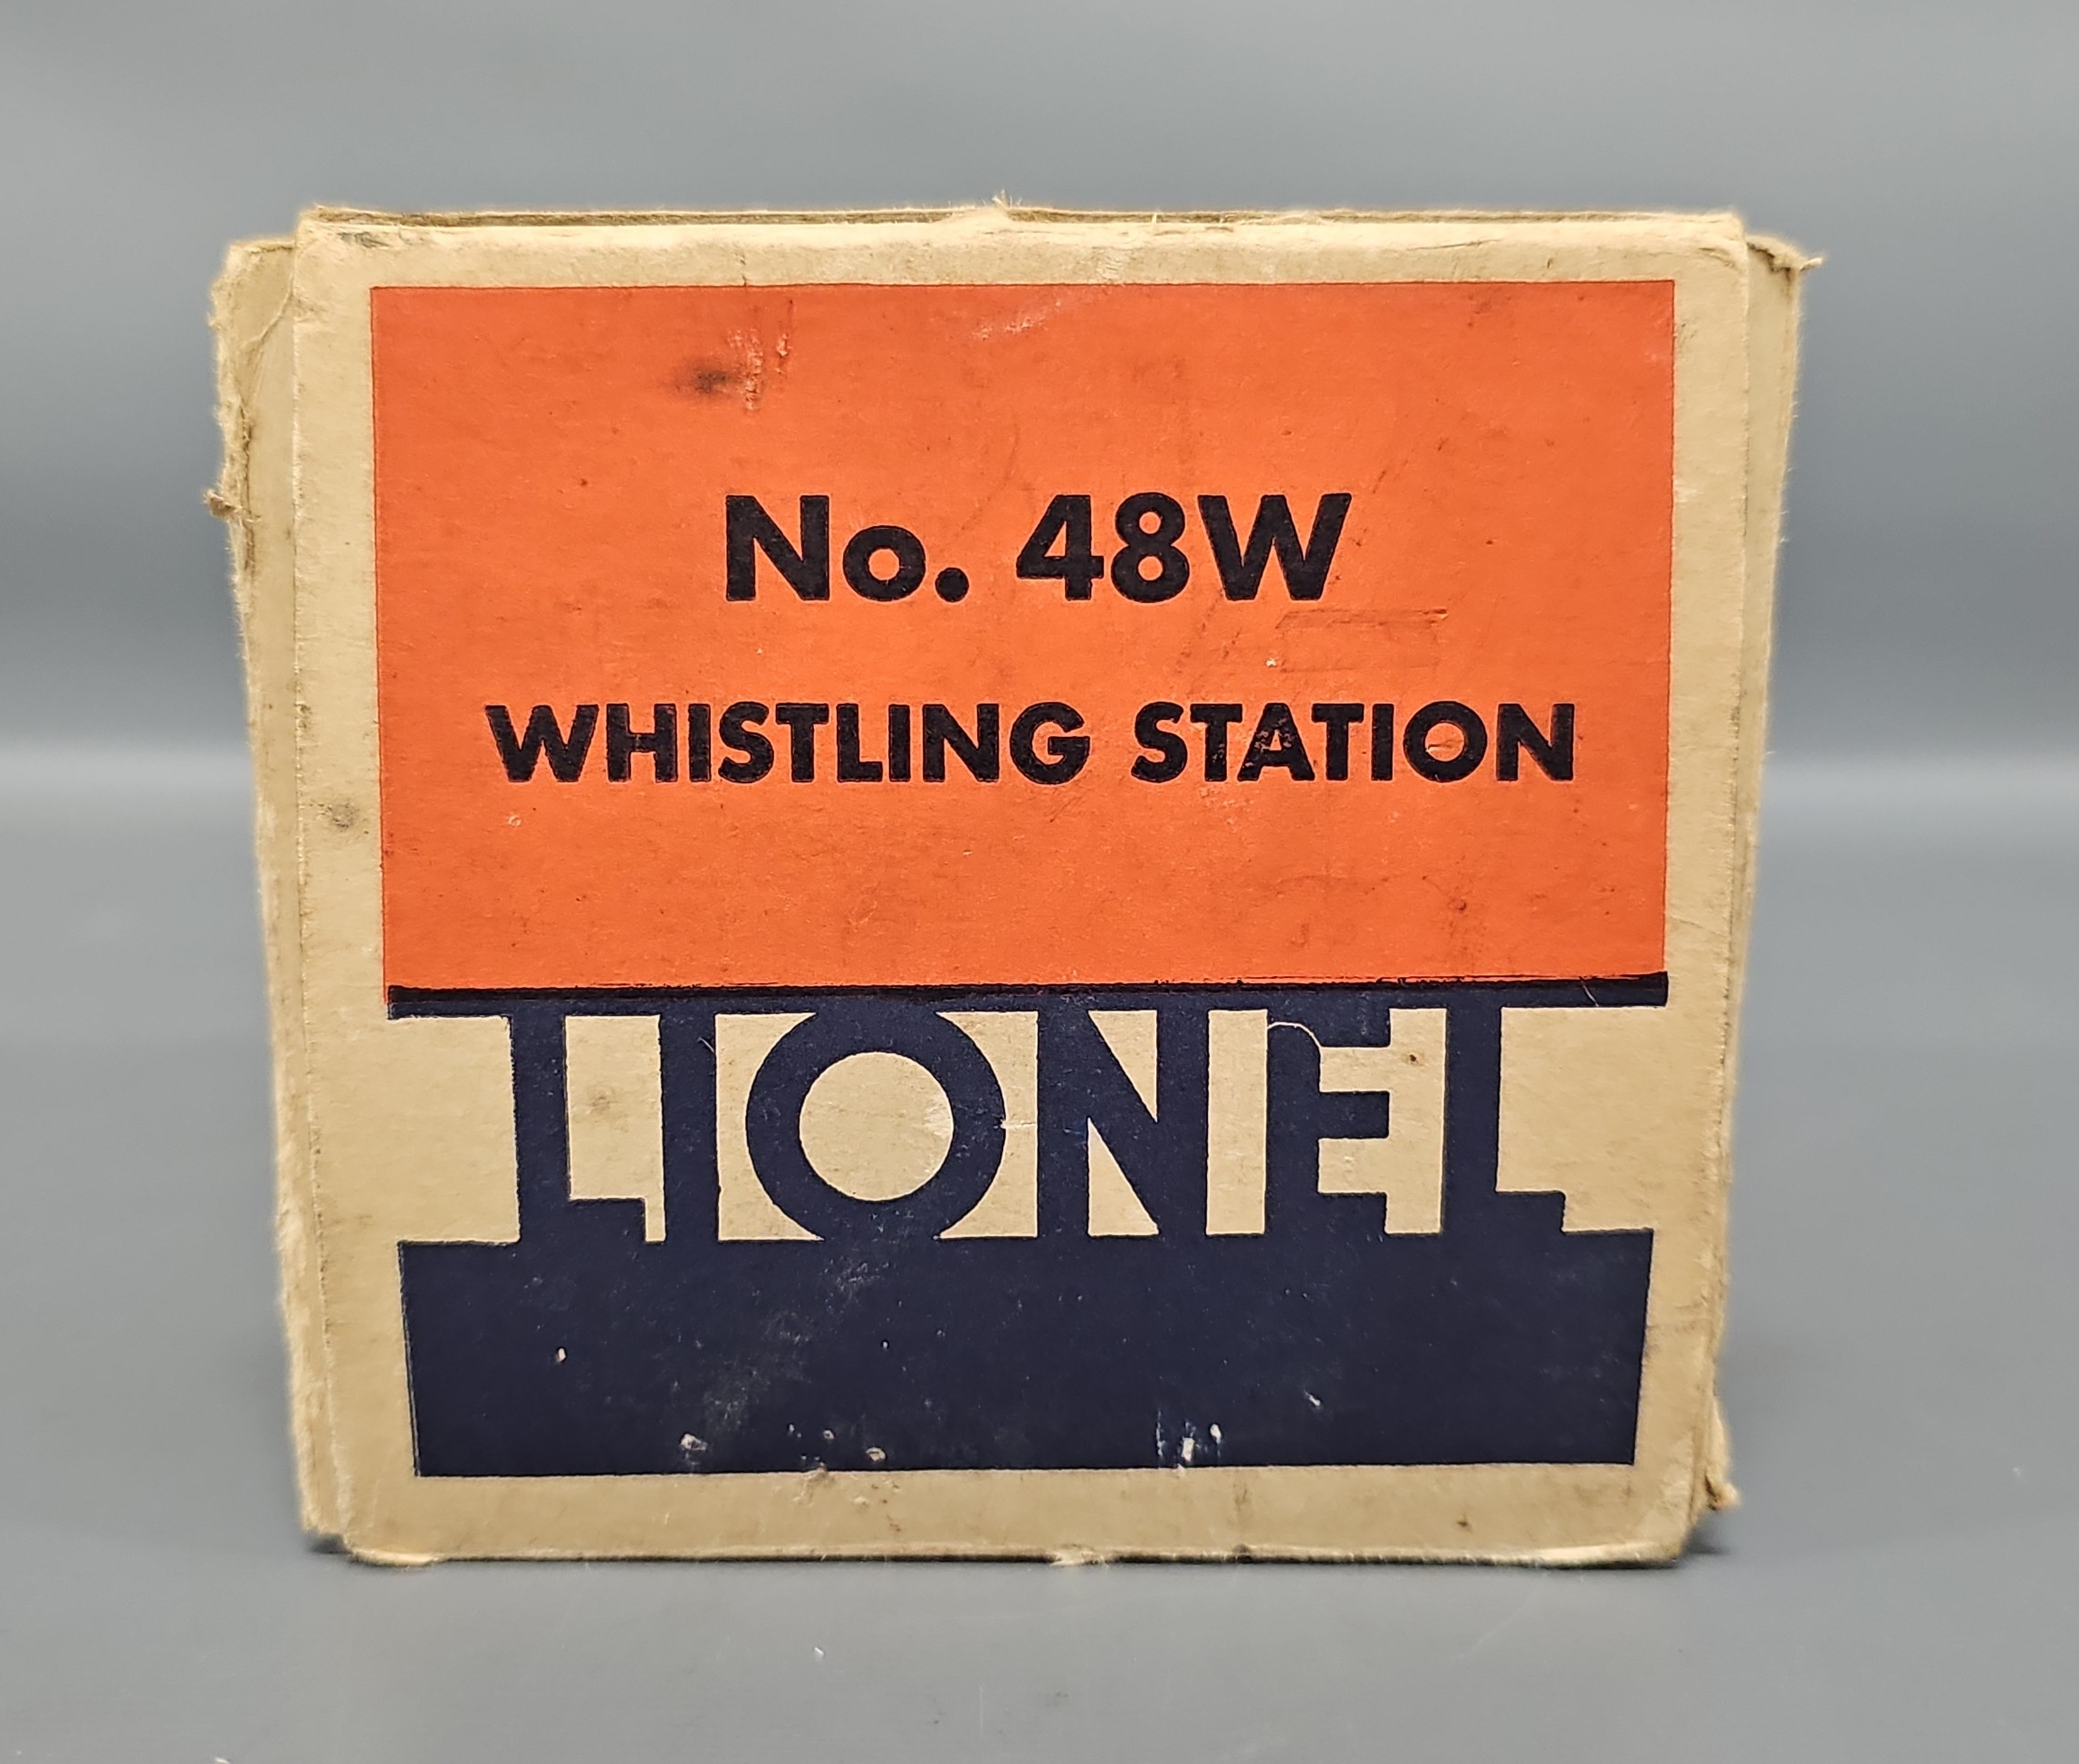 No. 48W
WHISTLING STATION
LIONEL